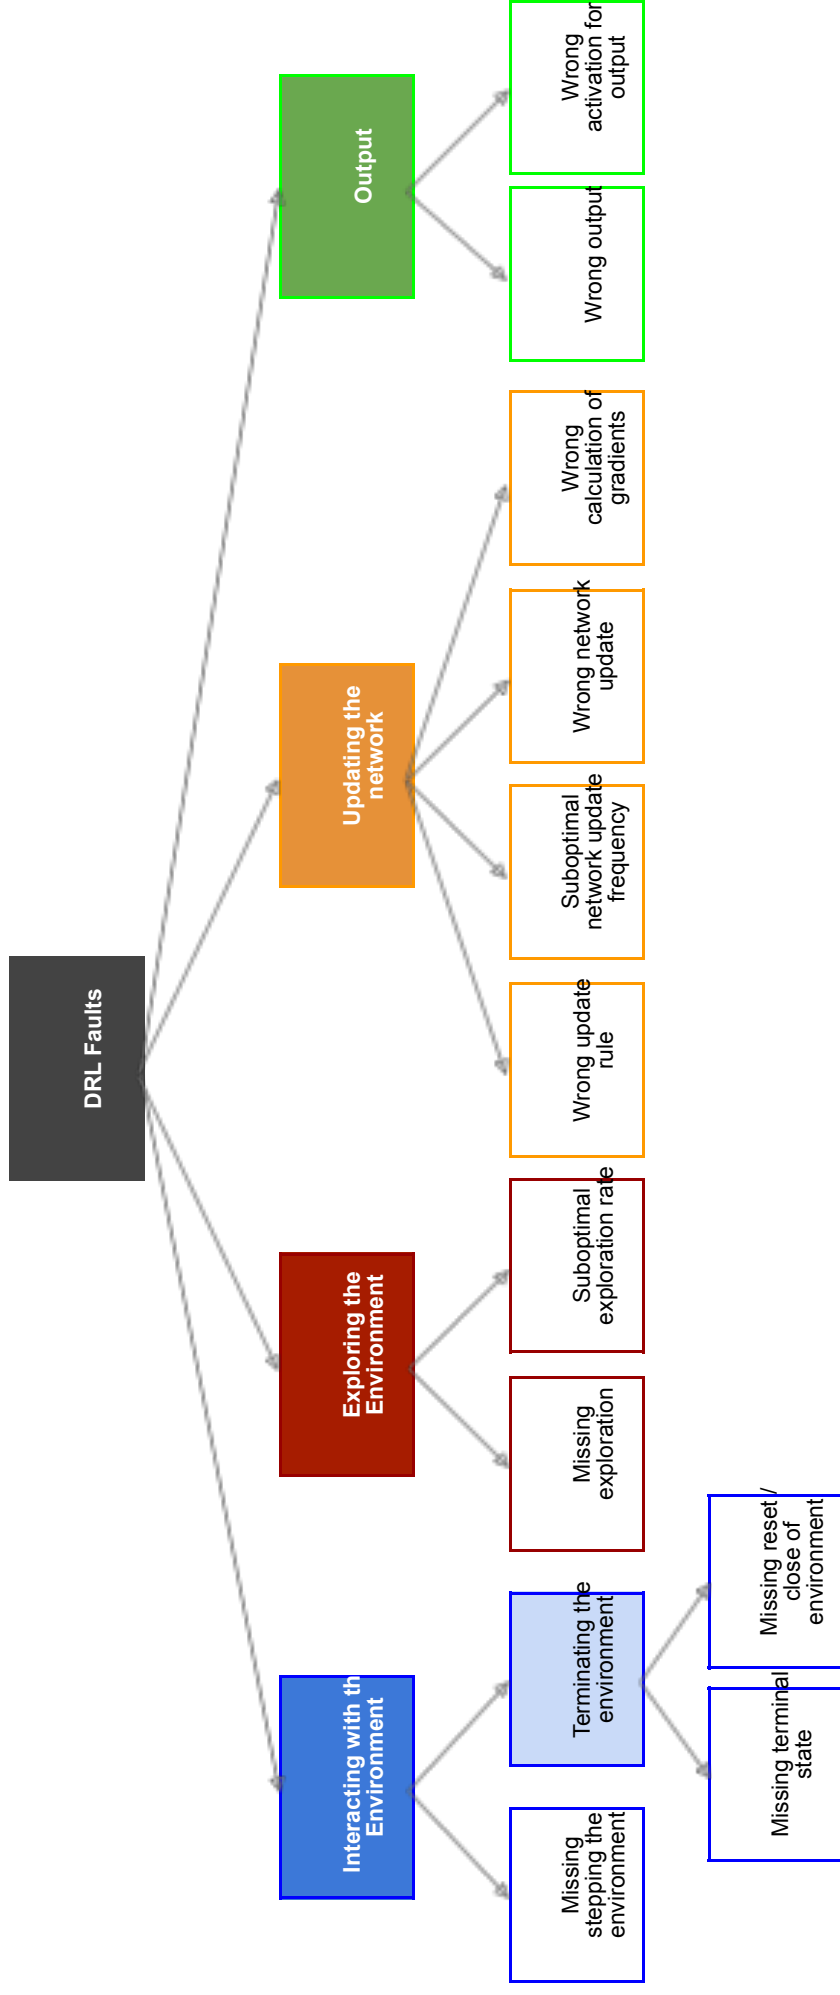 DRL Faults
Interacting with th
Environment
Exploring the
Environment
Updating the
network
Output
Missing
stepping the
environment
Terminating the
environment
Missing
exploration
Suboptimal
exploration rate
Wrong update
rule
Suboptimal
network update
frequency
Wrong network
update
Wrong
calculation of
gradients
Wrong output
Wrong
activation for
output
Missing terminal
state
Missing reset /
close of
environment